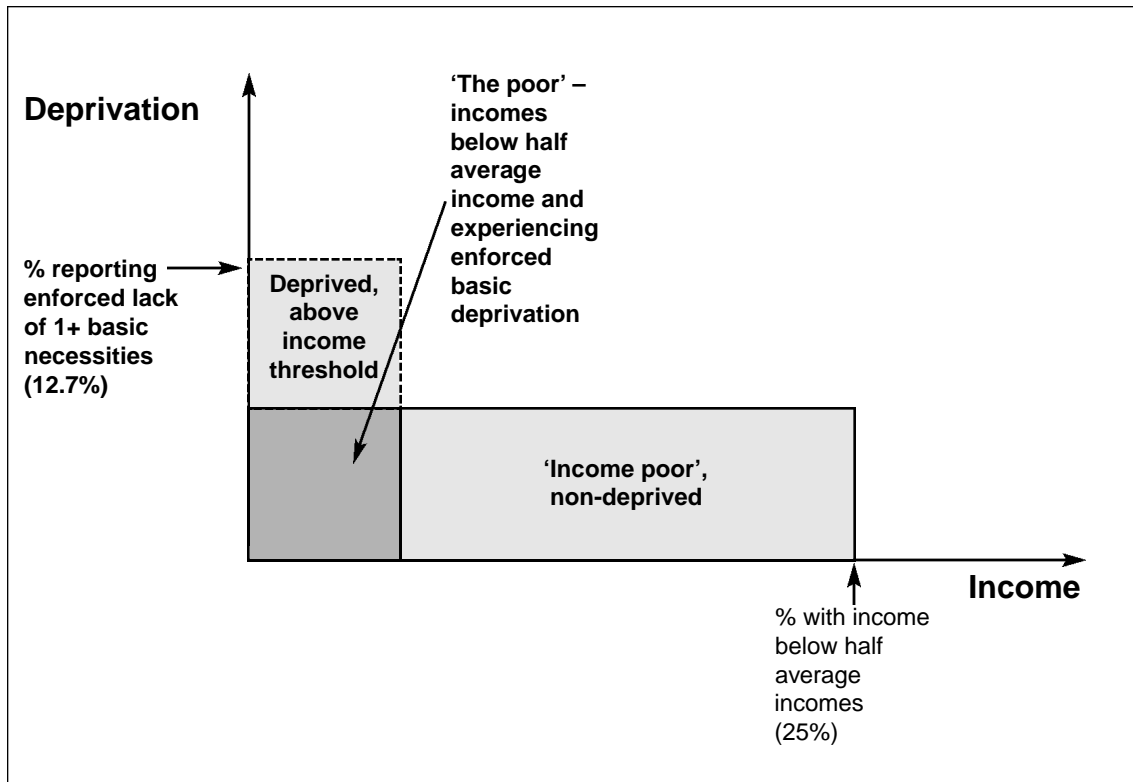 Deprivation
‘The poor’ –
incomes
below half
average
income and
experiencing
enforced
basic
deprivation
% reporting
enforced lack
of 1+ basic
necessities
(12.7%)
Deprived,
above
income
threshold
‘Income poor’,
non-deprived
Income
% with income
below half
average
incomes
(25%)